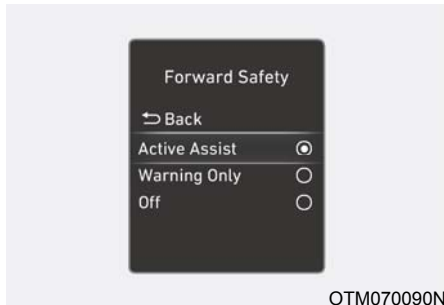 Forward Safety
Back
Active Assist
Warning Only
Off
OTM070090N